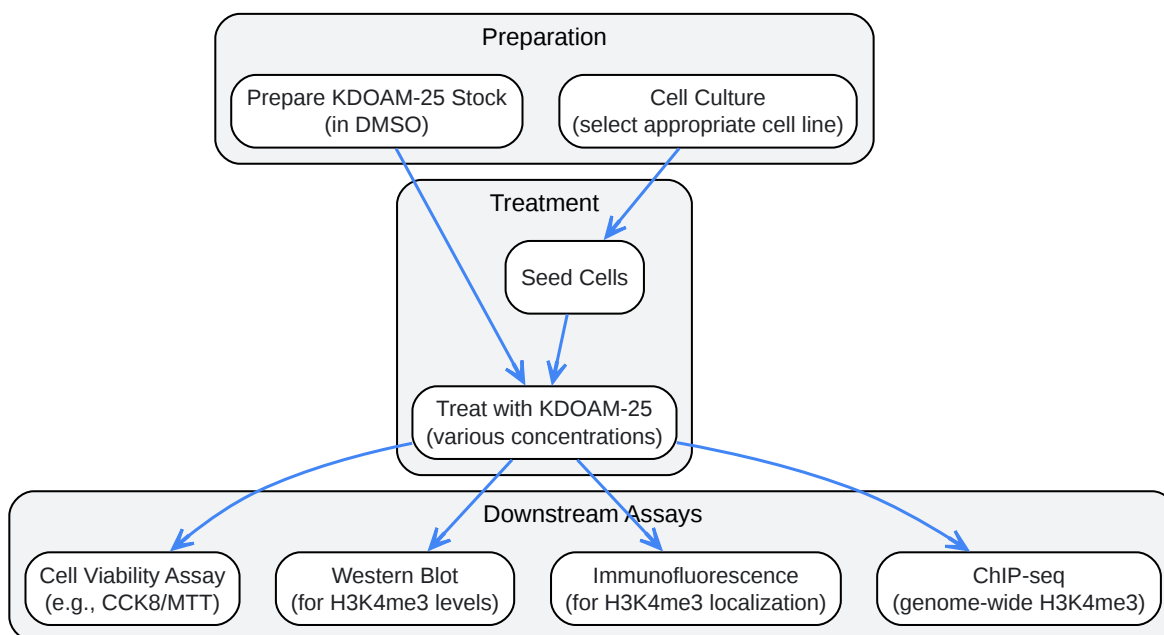 Preparation
Prepare KDOAM-25 Stock
(in DMSO)
Cell Culture
(select appropriate cell line)
Treatment
Seed Cells
Treat with KDOAM-25
(various concentrations)
Downstream Assays
Cell Viability Assay
(e.g., CCK8/MTT)
Western Blot
(for H3K4me3 levels)
Immunofluorescence
(for H3K4me3 localization)
ChIP-seq
(genome-wide H3K4me3)